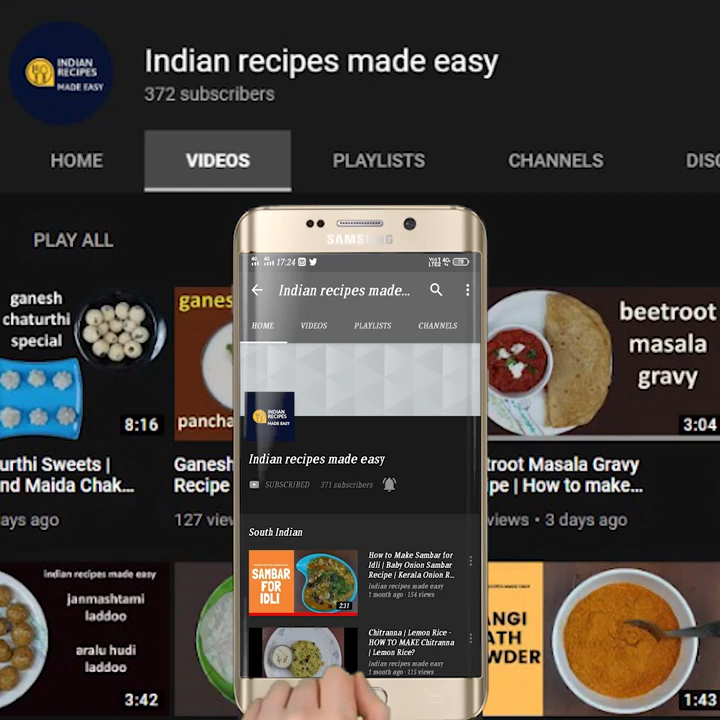 INDIAN
RECIPES
MADE EASY
Indian recipes made easy
372 subscribers
HOME
VIDEOS
PLAYLISTS
CHANNELS
PLAY ALL
SAMSUNG
17:24
Indian recipes made...
HOME
VIDEOS
PLAYLISTS
CHANNELS
INDIAN
RECIPES
MADE EASY
Indian recipes made easy
SUBSCRIBED
371 subscribers
South Indian
SAMBAR
FOR
IDLI
2:11
How to Make Sambar for
Idli | Baby Onion Sambar
Recipe | Kerala Onion R...
Indian recipes made easy
1 month ago · 154 views
Chitranna | Lemon Rice -
HOW TO MAKE Chitranna
| Lemon Rice?
Indian recipes made easy
1 month ago · 115 views
ganesh
chaturthi
special
8:16
urthi Sweets |
nd Maida Chak...
ays ago
ganes
pancha
Ganesh
Recipe
127 vie
beetroot
masala
gravy
3:04
troot Masala Gravy
ipe | How to make...
views • 3 days ago
indian recipes made easy
janmashtami
laddoo
aralu hudi
laddoo
3:42
ANGI
ATH
WDER
1:43